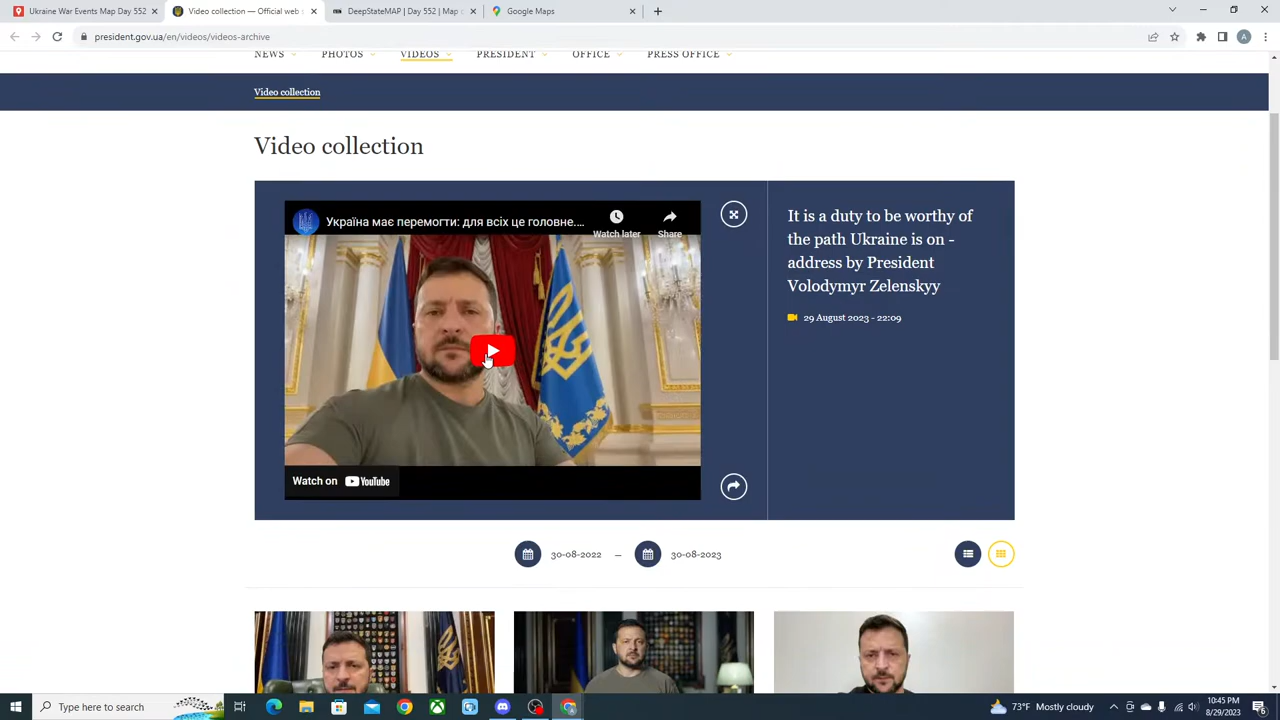 Ukraine War Events Map Day 552
Video collection — Official web
DeepStateMAP | Day 552 | Map
Google Maps
president.gov.ua/en/videos/videos-archive
A
NEWS
PHOTOS
VIDEOS
PRESIDENT
OFFICE
PRESS OFFICE
Video collection
Video collection
Україна має перемогти: для всіх це головне....
Watch later
Share
Watch on YouTube
It is a duty to be worthy of
the path Ukraine is on -
address by President
Volodymyr Zelenskyy
29 August 2023 - 22:09
30-08-2022 – 30-08-2023
Type here to search
73°F Mostly cloudy
10:45 PM
8/29/2023
6